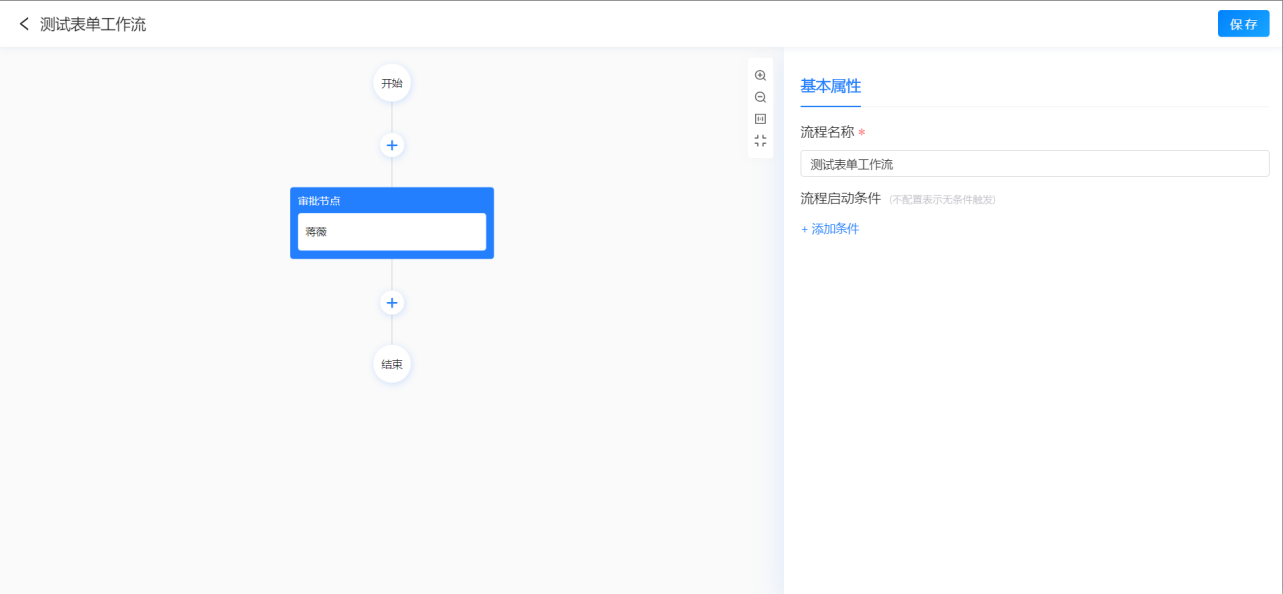 测试表单工作流
保存
开始
审批节点
蒋薇
结束
基本属性
流程名称 *
测试表单工作流
流程启动条件 (不配置表示无条件触发)
+ 添加条件